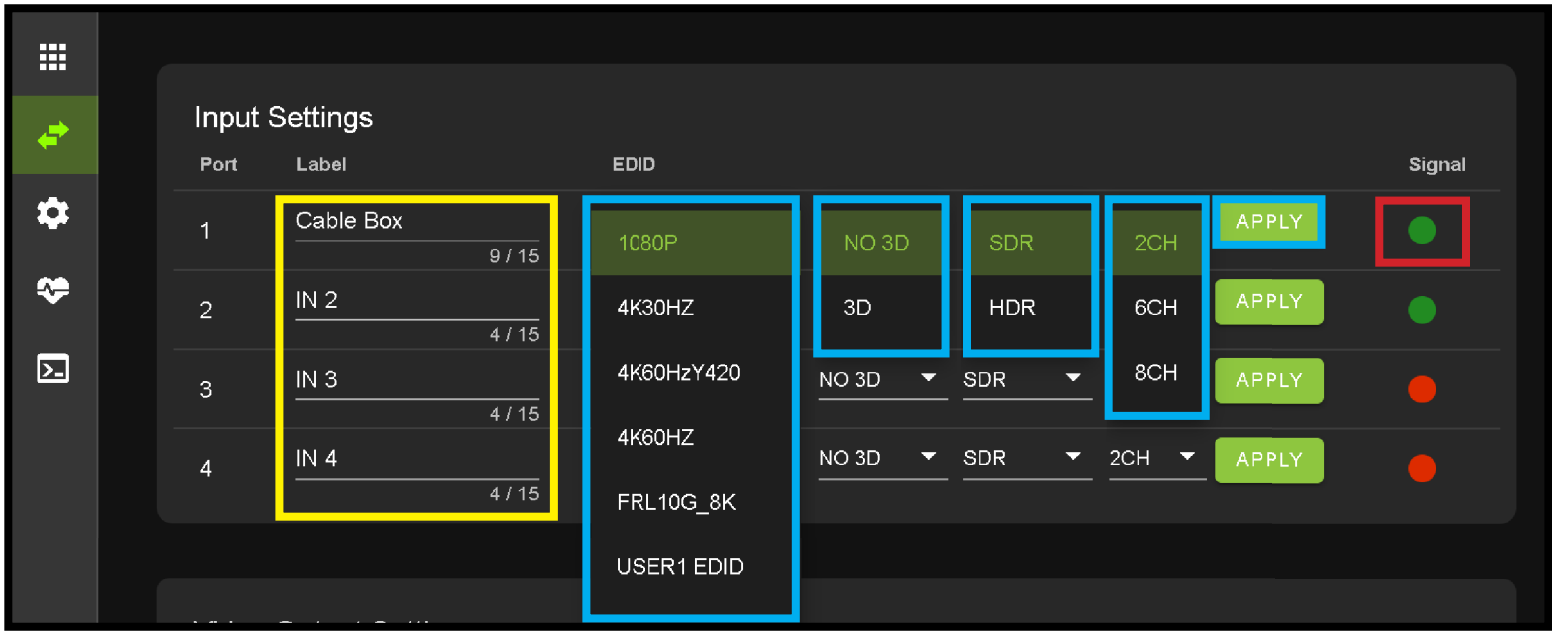 Input Settings
Port Label EDID Signal
1 Cable Box 1080P NO 3D SDR 2CH APPLY
9 / 15
2 IN 2 4K30HZ 3D HDR 6CH APPLY
4 / 15
3 IN 3 4K60HzY420 NO 3D SDR 8CH APPLY
4 / 15
4K60HZ
4 IN 4 NO 3D SDR 2CH APPLY
4 / 15
FRL10G_8K
USER1 EDID